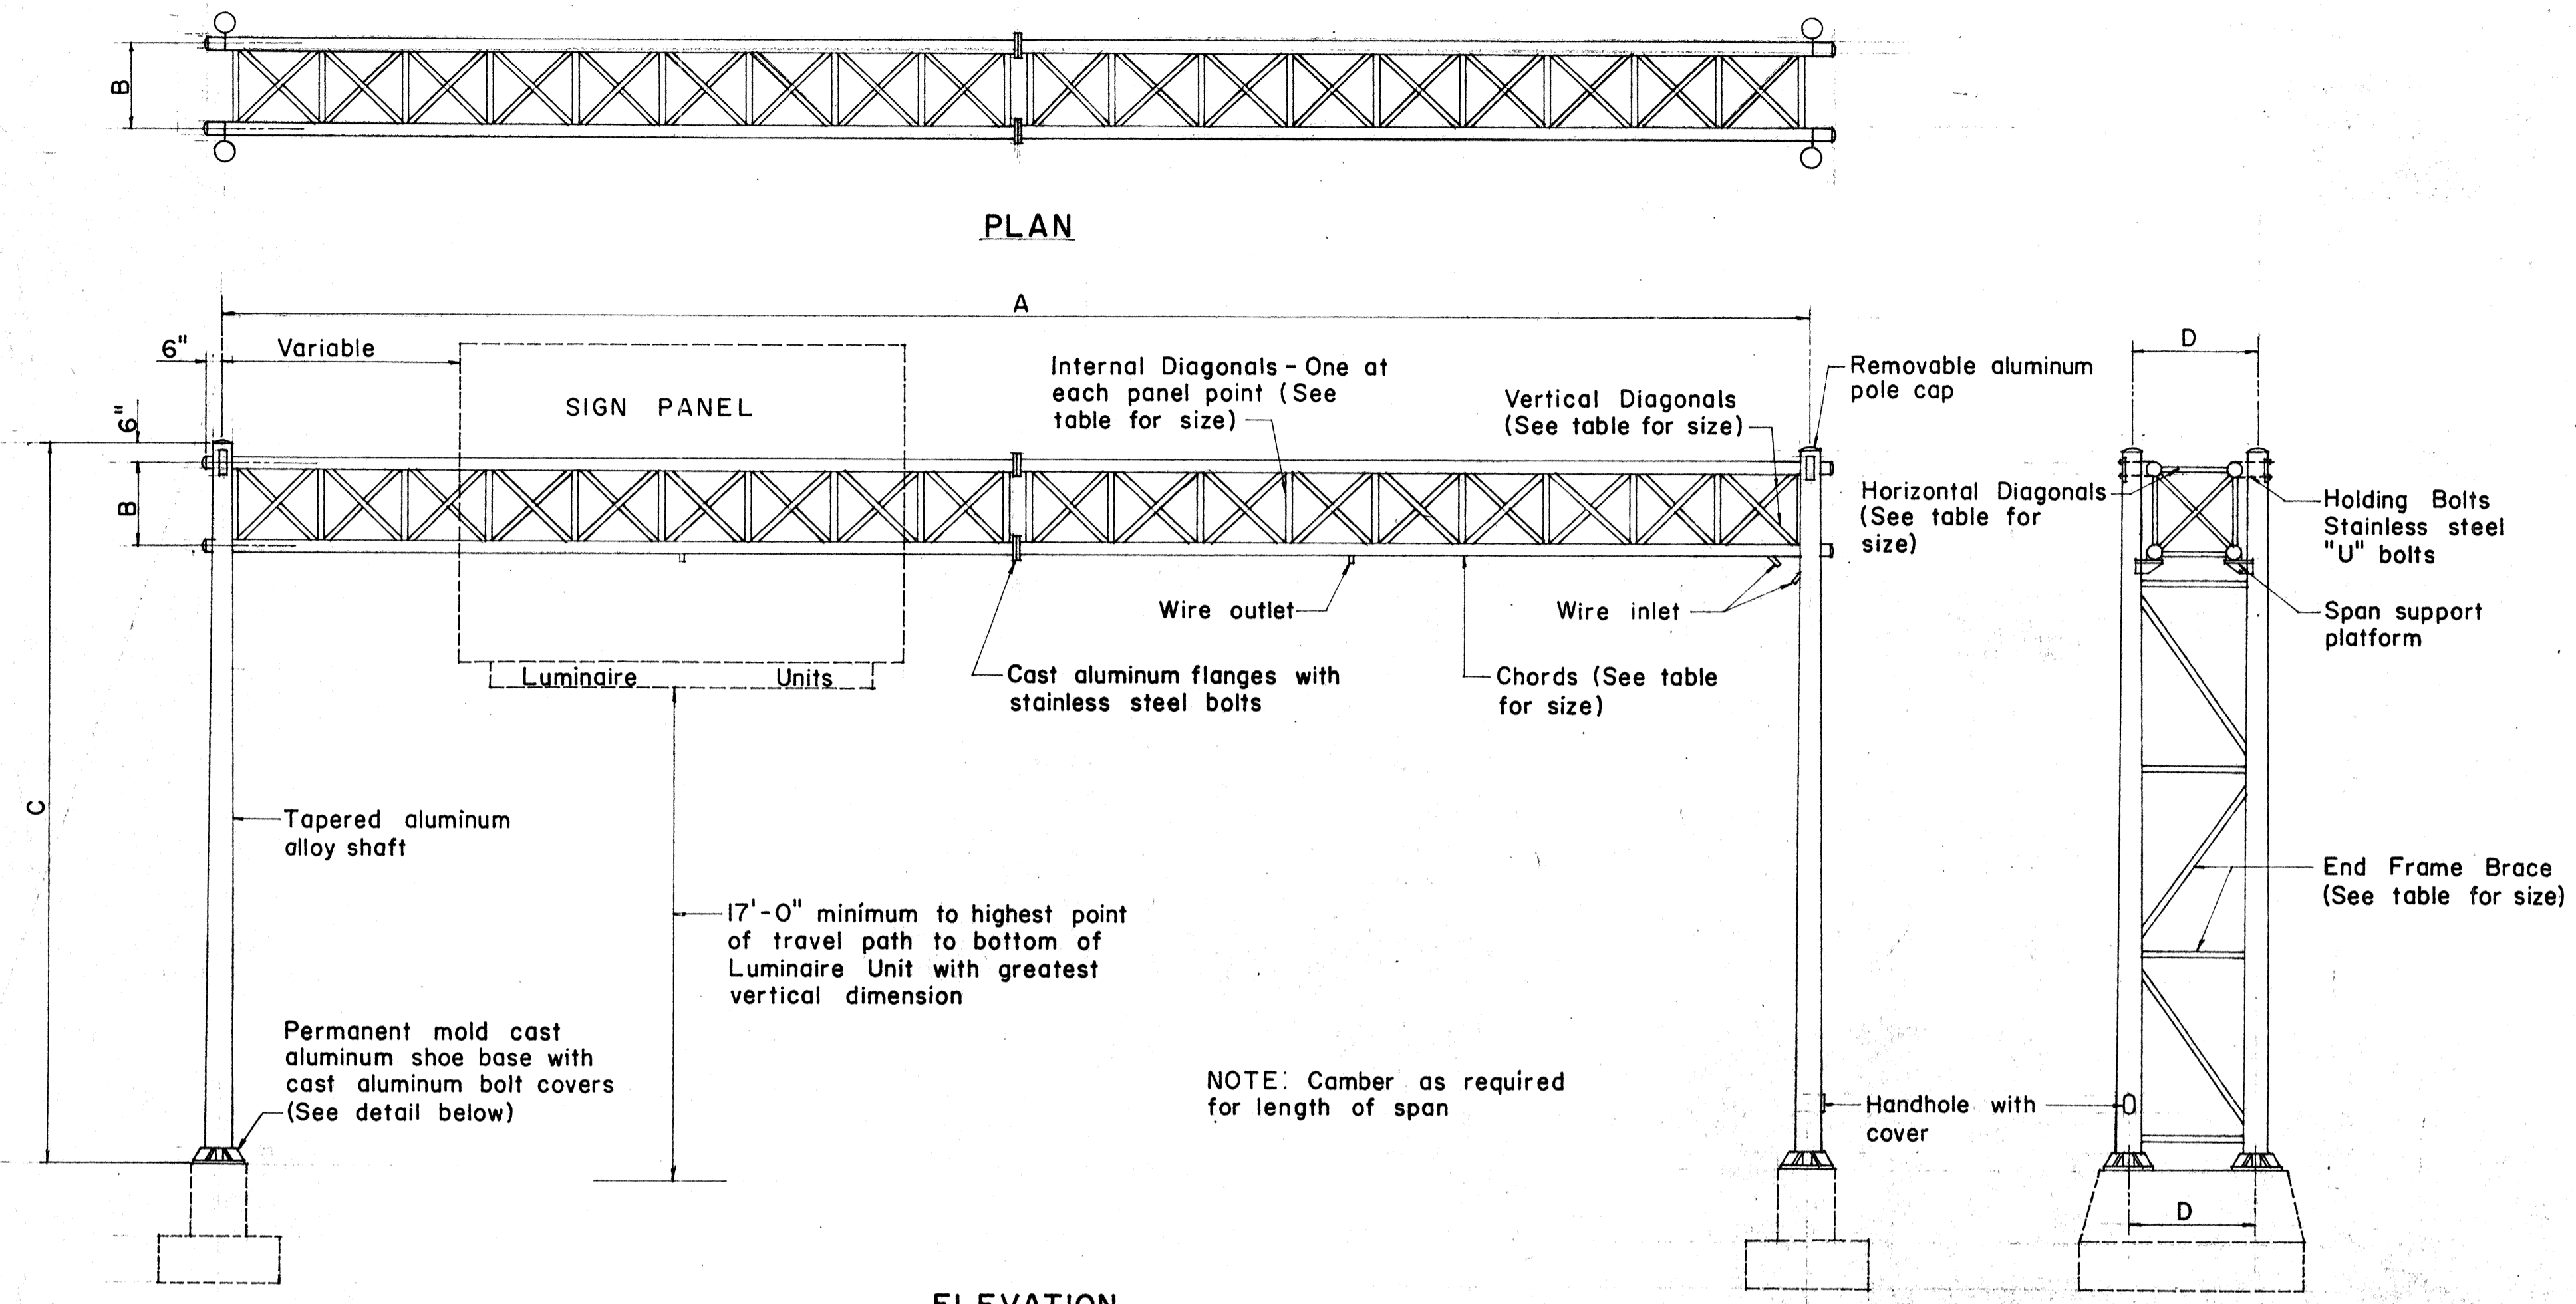 B
PLAN
A
6"
Variable
D
6"
SIGN PANEL
Internal Diagonals - One at
each panel point (See
table for size)
Vertical Diagonals
(See table for size)
Removable aluminum
pole cap
B
Horizontal Diagonals
(See table for
size)
Holding Bolts
Stainless steel
"U" bolts
Wire outlet
Wire inlet
Span support
platform
Luminaire Units
Cast aluminum flanges with
stainless steel bolts
Chords (See table
for size)
C
Tapered aluminum
alloy shaft
17'-0" minimum to highest point
of travel path to bottom of
Luminaire Unit with greatest
vertical dimension
End Frame Brace
(See table for size)
Permanent mold cast
aluminum shoe base with
cast aluminum bolt covers
(See detail below)
NOTE: Camber as required
for length of span
Handhole with
cover
D
ELEVATION